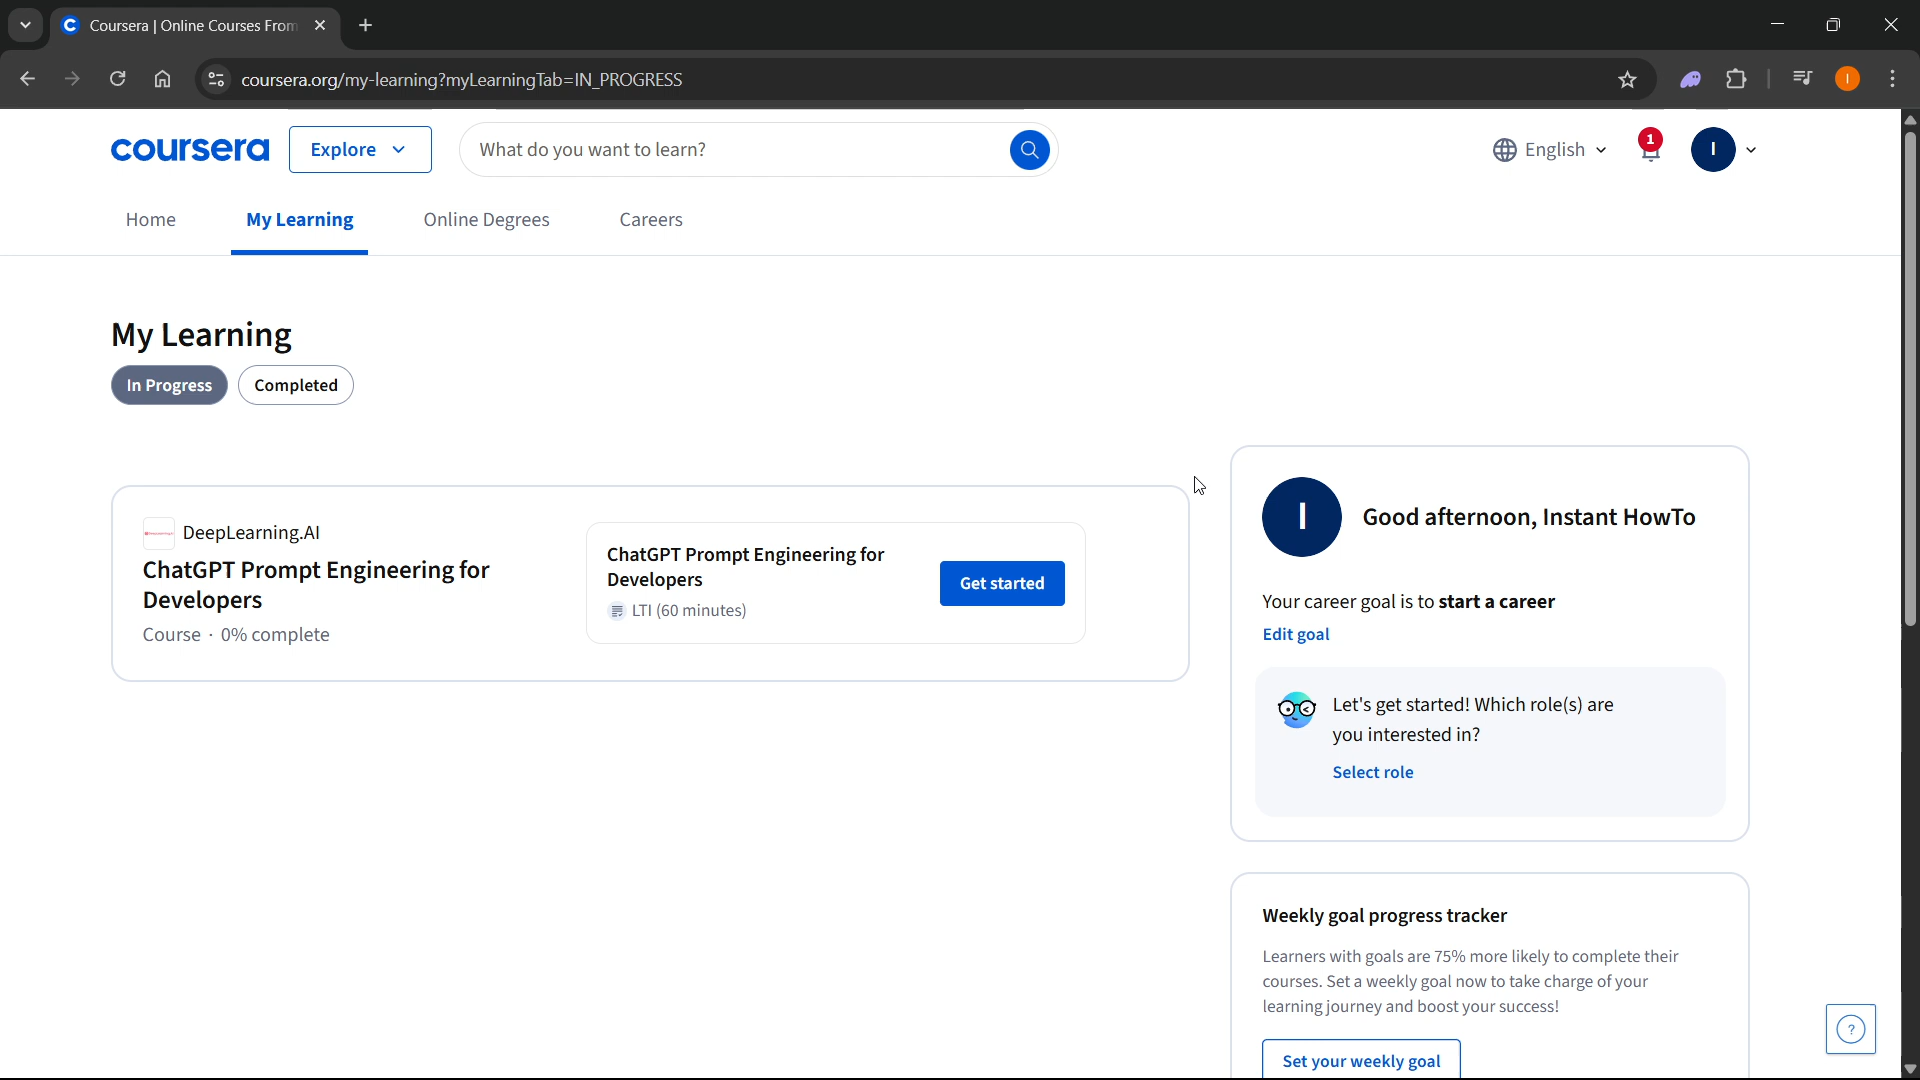 Coursera | Online Courses From
coursera.org/my-learning?myLearningTab=IN_PROGRESS
I
coursera
Explore
What do you want to learn?
English
1
I
Home
My Learning
Online Degrees
Careers
My Learning
In Progress
Completed
DeepLearning.AI
ChatGPT Prompt Engineering for
Developers
Course · 0% complete
ChatGPT Prompt Engineering for
Developers
LTI (60 minutes)
Get started
I
Good afternoon, Instant HowTo
Your career goal is to start a career
Edit goal
Let's get started! Which role(s) are
you interested in?
Select role
Weekly goal progress tracker
Learners with goals are 75% more likely to complete their
courses. Set a weekly goal now to take charge of your
learning journey and boost your success!
Set your weekly goal
?